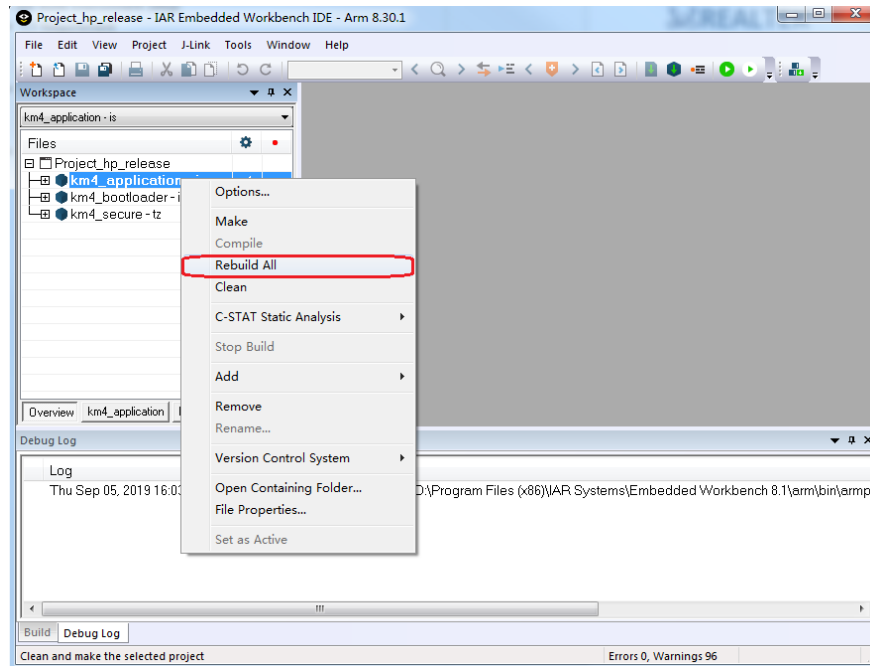 Project_hp_release - IAR Embedded Workbench IDE - Arm 8.30.1
File Edit View Project J-Link Tools Window Help
Workspace
km4_application - is
Files
Project_hp_release
km4_application
km4_bootloader - i
km4_secure - tz
Options...
Make
Compile
Rebuild All
Clean
C-STAT Static Analysis
Stop Build
Add
Remove
Rename...
Version Control System
Open Containing Folder...
File Properties...
Set as Active
Overview km4_application
Debug Log
Log
Thu Sep 05, 2019 16:03 D:\Program Files (x86)\IAR Systems\Embedded Workbench 8.1\arm\bin\armp
Build Debug Log
Clean and make the selected project Errors 0, Warnings 96